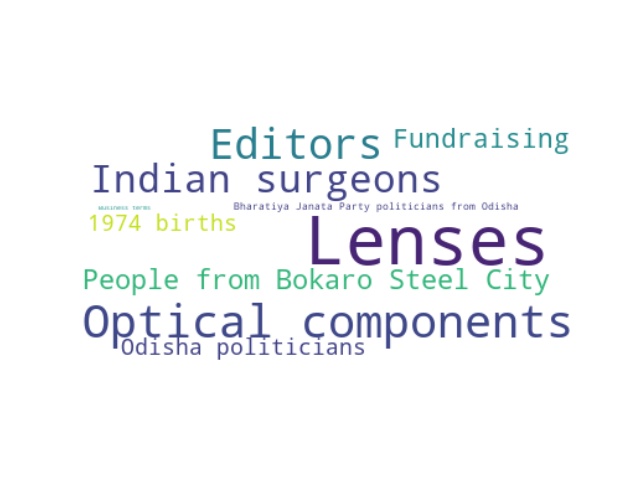 Editors
Fundraising
Indian surgeons
Bharatiya Janata Party politicians from Odisha
1974 births
Lenses
People from Bokaro Steel City
Optical components
Odisha politicians